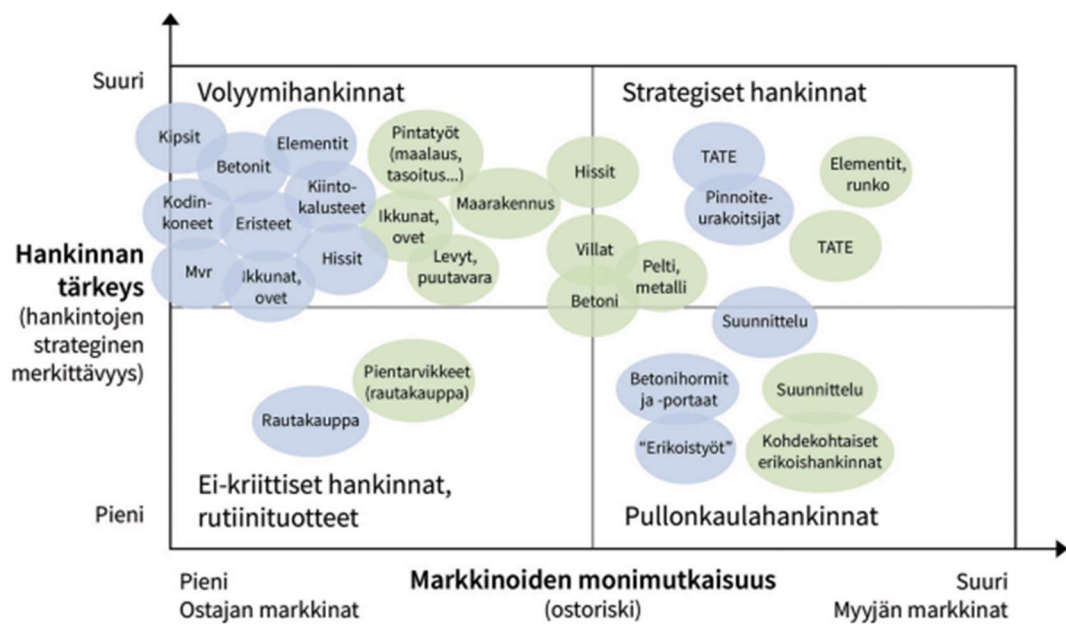 Suuri
Volyymihankinnat
Strategiset hankinnat
Kipsit
Elementit
Betonit
Pintatyöt
(maalaus,
tasoitus...)
Hissit
TATE
Elementit,
runko
Kodin-
koneet
Eristeet
Kiinto-
kalusteet
Ikkunat,
ovet
Maarakennus
Pinnoite-
urakoitsijat
Mvr
Ikkunat,
ovet
Hissit
Levyt,
puutavara
Villat
Betoni
Pelti,
metalli
TATE
Hankinnan
tärkeys
(hankintojen
strateginen
merkittävyys)
Suunnittelu
Rautakauppa
Pientarvikkeet
(rautakauppa)
Betonihormit
ja -portaat
Suunnittelu
"Erikoistyöt"
Kohdekohtaiset
erikoishankinnat
Ei-kriittiset hankinnat,
rutiinituotteet
Pullonkaulahankinnat
Pieni
Pieni
Ostajan markkinat
Markkinoiden monimutkaisuus
(ostoriski)
Suuri
Myyjän markkinat